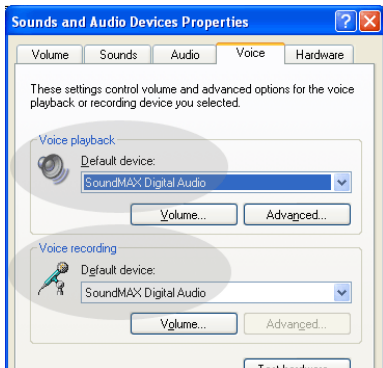 Sounds and Audio Devices Properties
Volume Sounds Audio Voice Hardware
These settings control volume and advanced options for the voice
playback or recording device you selected.
Voice playback
Default device:
SoundMAX Digital Audio
Volume... Advanced...
Voice recording
Default device:
SoundMAX Digital Audio
Volume... Advanced...
Test hardware...